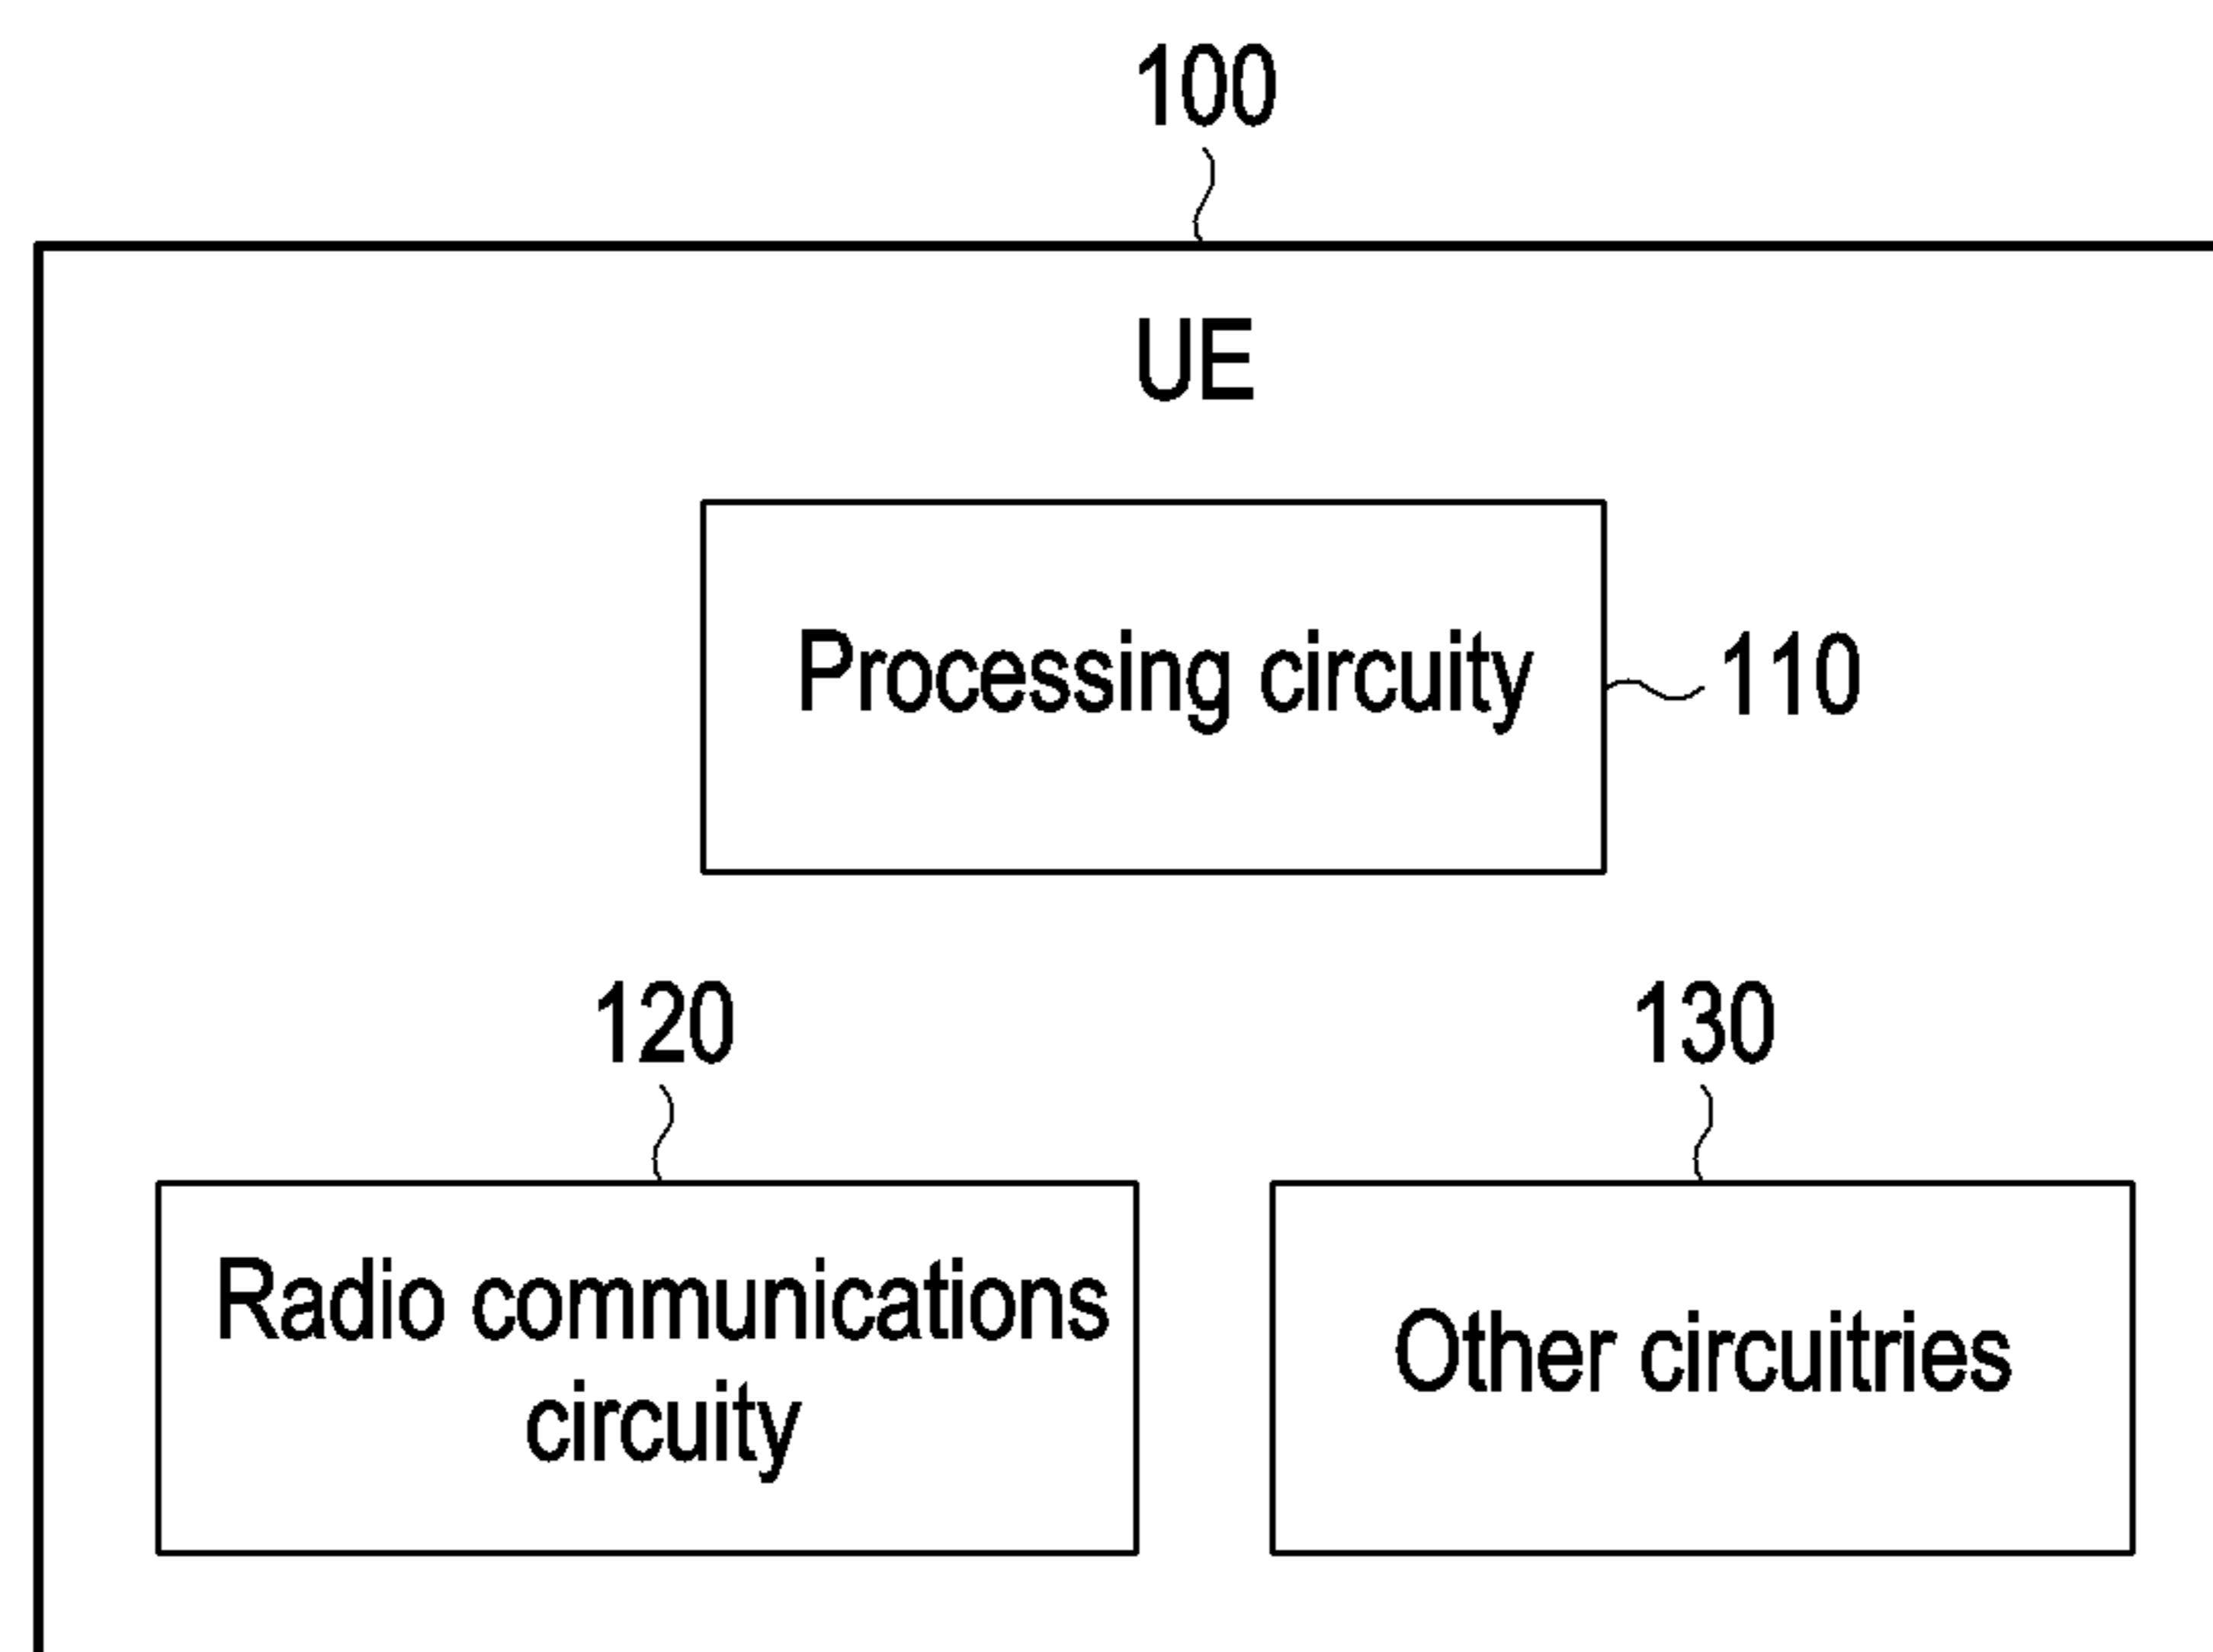 100
UE
Processing circuity
110
120
130
Radio communications
circuity
Other circuitries